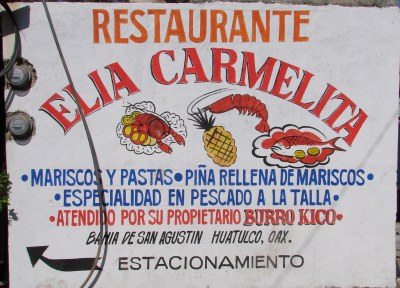 RESTAURANTE
ELIA CARMELITA
•MARISCOS Y PASTAS•PIÑA RELLENA DE MARISCOS•
•ESPECIALIDAD EN PESCADO A LA TALLA•
•ATENDIDO POR SU PROPIETARIO BURRO KICO•
BAHIA DE SAN AGUSTIN HUATULCO, OAX.
ESTACIONAMIENTO